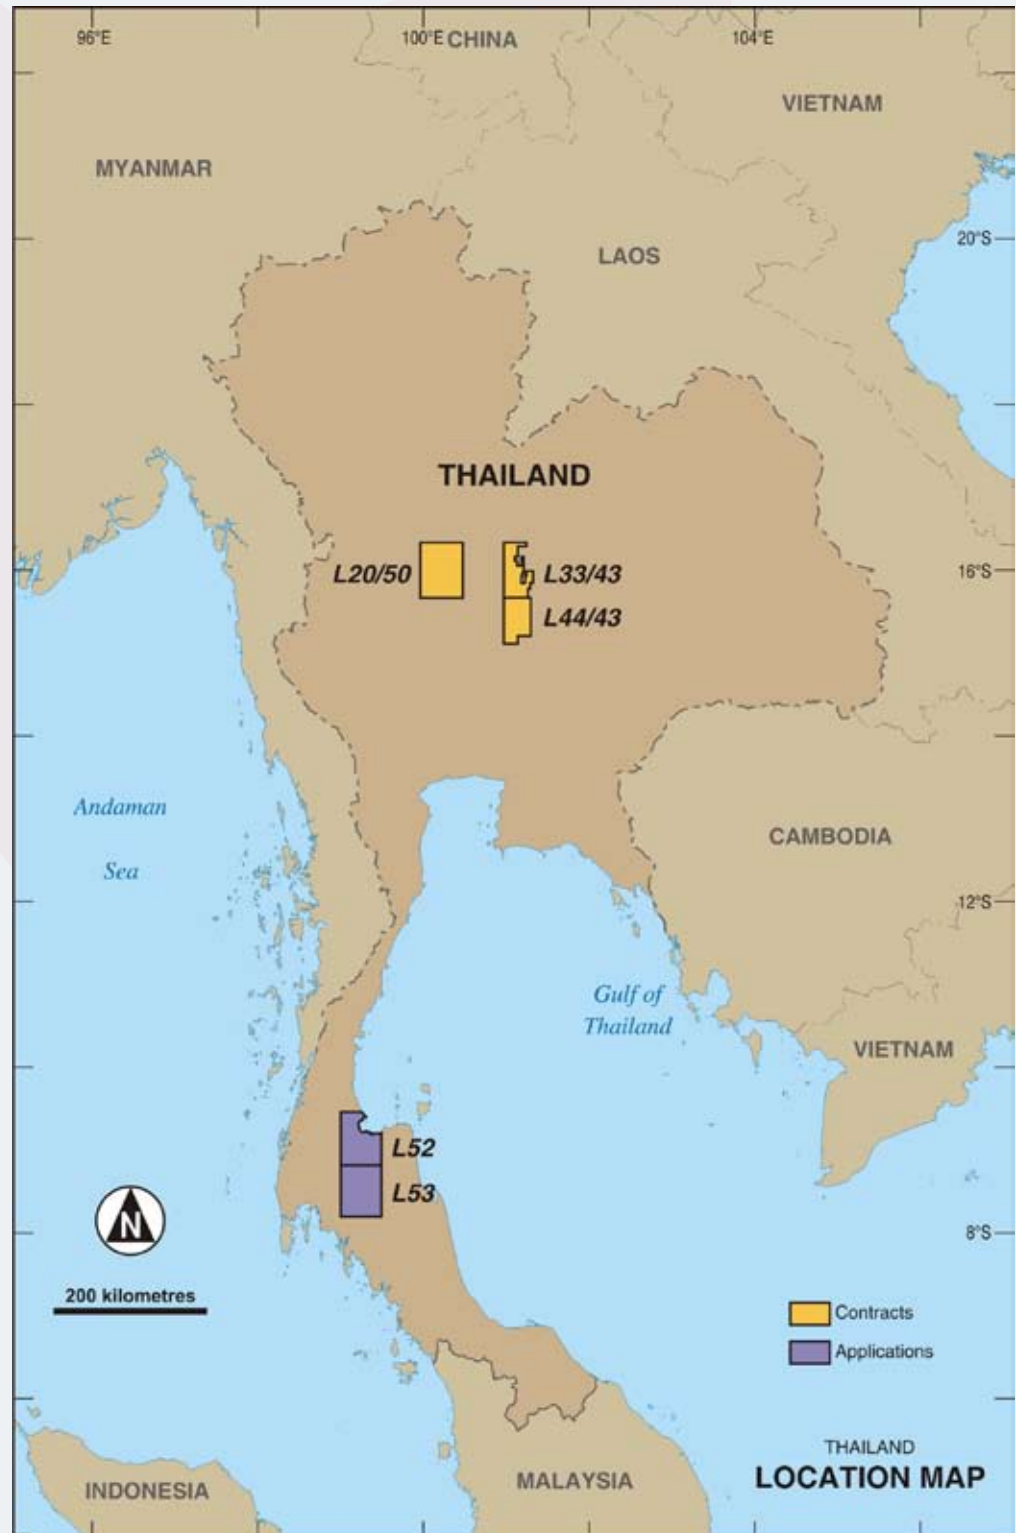 96°E
100°E
104°E
CHINA
VIETNAM
MYANMAR
20°S
LAOS
THAILAND
L20/50
L33/43
16°S
L44/43
Andaman
Sea
CAMBODIA
12°S
Gulf of
Thailand
VIETNAM
L52
L53
N
8°S
200 kilometres
Contracts
Applications
THAILAND
LOCATION MAP
INDONESIA
MALAYSIA